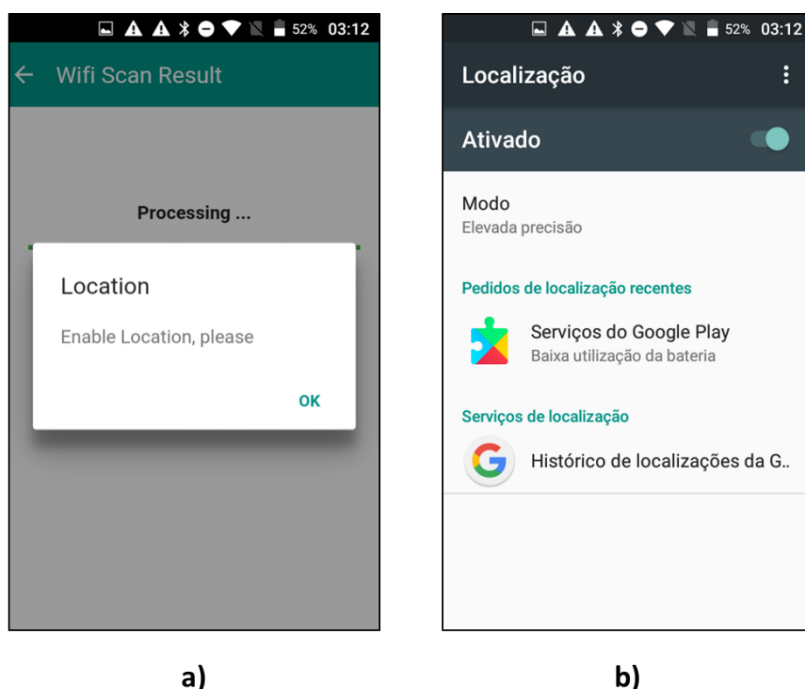 52% 03:12
Wifi Scan Result
Processing ...
Location
Enable Location, please
OK
a)
52% 03:12
Localização
Ativado
Modo
Elevada precisão
Pedidos de localização recentes
Serviços do Google Play
Baixa utilização da bateria
Serviços de localização
Histórico de localizações da G..
b)